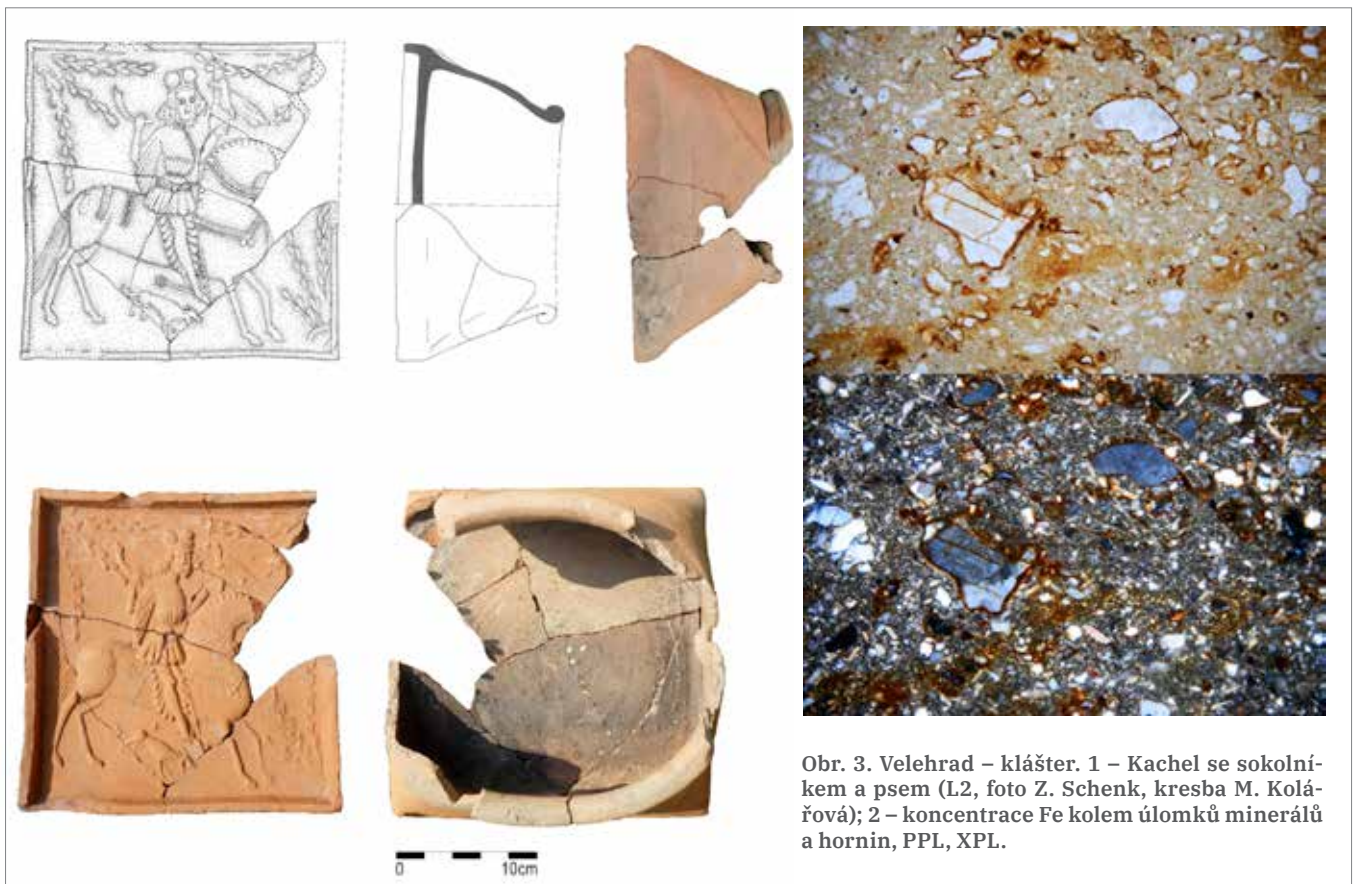 0 10cm
Obr. 3. Velehrad – klášter. 1 – Kachel se sokolní-
kem a psem (L2, foto Z. Schenk, kresba M. Kolá-
řová); 2 – koncentrace Fe kolem úlomků minerálů
a hornin, PPL, XPL.